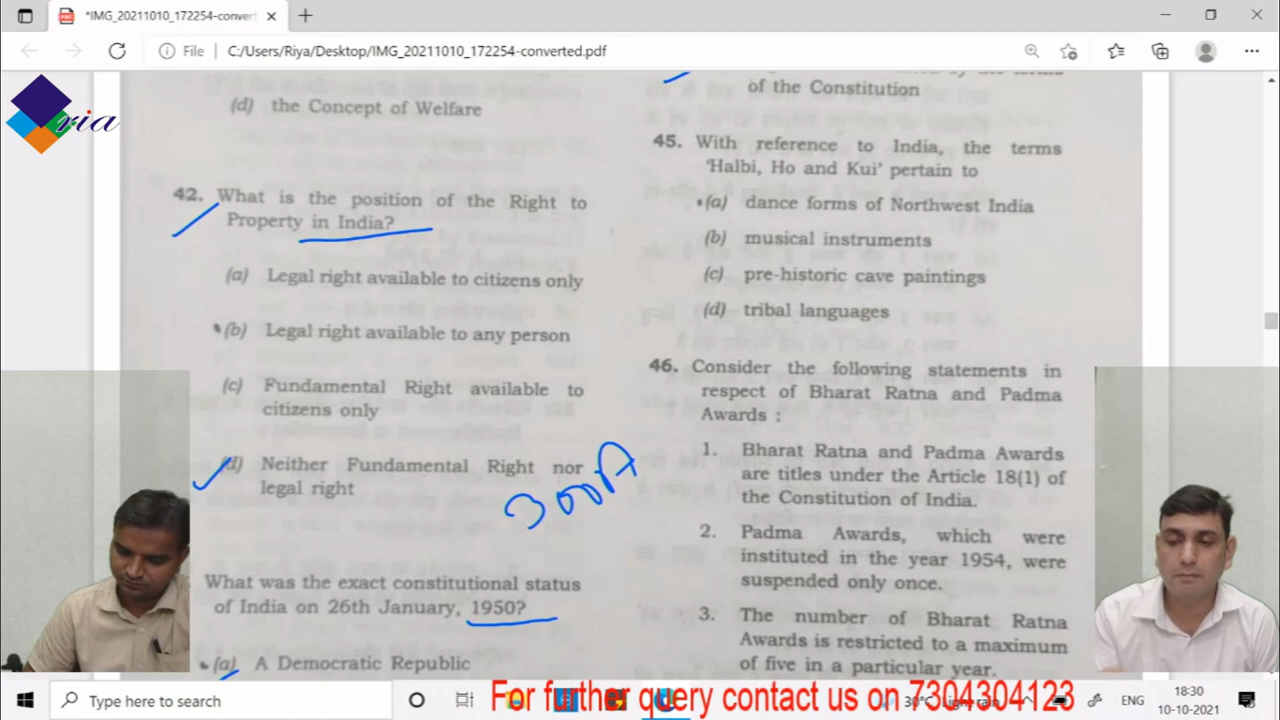 *IMG_20211010_172254-convert
File
C:/Users/Riya/Desktop/IMG_20211010_172254-converted.pdf
ria
(d) the Concept of Welfare
42. What is the position of the Right to
Property in India?
(a) Legal right available to citizens only
(b) Legal right available to any person
(c) Fundamental Right available to
citizens only
(d) Neither Fundamental Right nor
legal right
300A
What was the exact constitutional status
of India on 26th January, 1950?
(a) A Democratic Republic
of the Constitution
45. With reference to India, the terms
'Halbi, Ho and Kui' pertain to
(a) dance forms of Northwest India
(b) musical instruments
(c) pre-historic cave paintings
(d) tribal languages
46. Consider the following statements in
respect of Bharat Ratna and Padma
Awards :
1. Bharat Ratna and Padma Awards
are titles under the Article 18(1) of
the Constitution of India.
2. Padma Awards, which were
instituted in the year 1954, were
suspended only once.
3. The number of Bharat Ratna
Awards is restricted to a maximum
of five in a particular year.
Type here to search
For further query contact us on 7304304123
ENG
18:30
10-10-2021